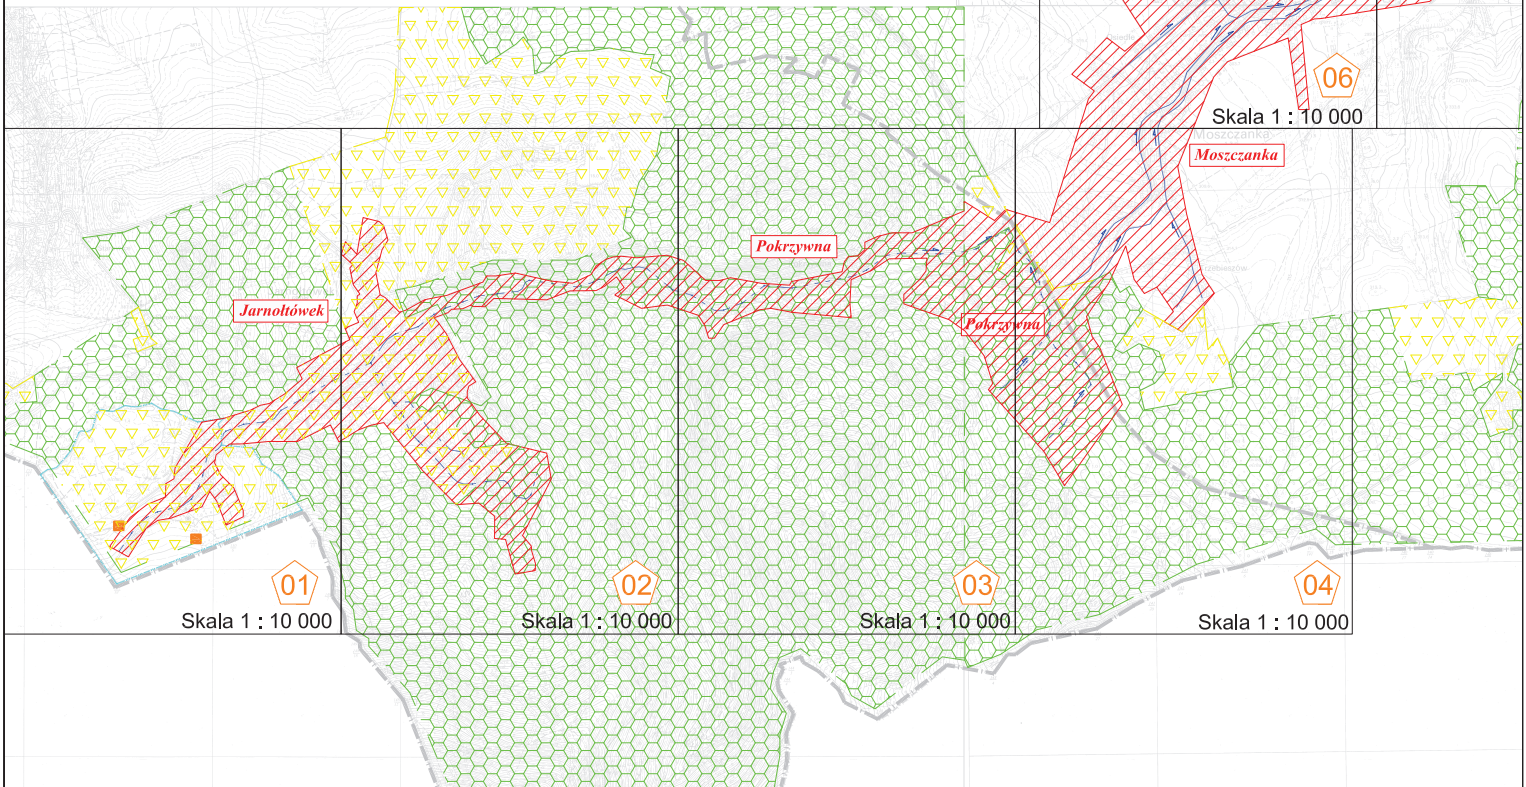 06
Skala 1 : 10 000
Moszczanka
Moszczanka
Pokrzywna
Jarnołtówek
Pokrzywna
01
Skala 1 : 10 000
02
Skala 1 : 10 000
03
Skala 1 : 10 000
04
Skala 1 : 10 000